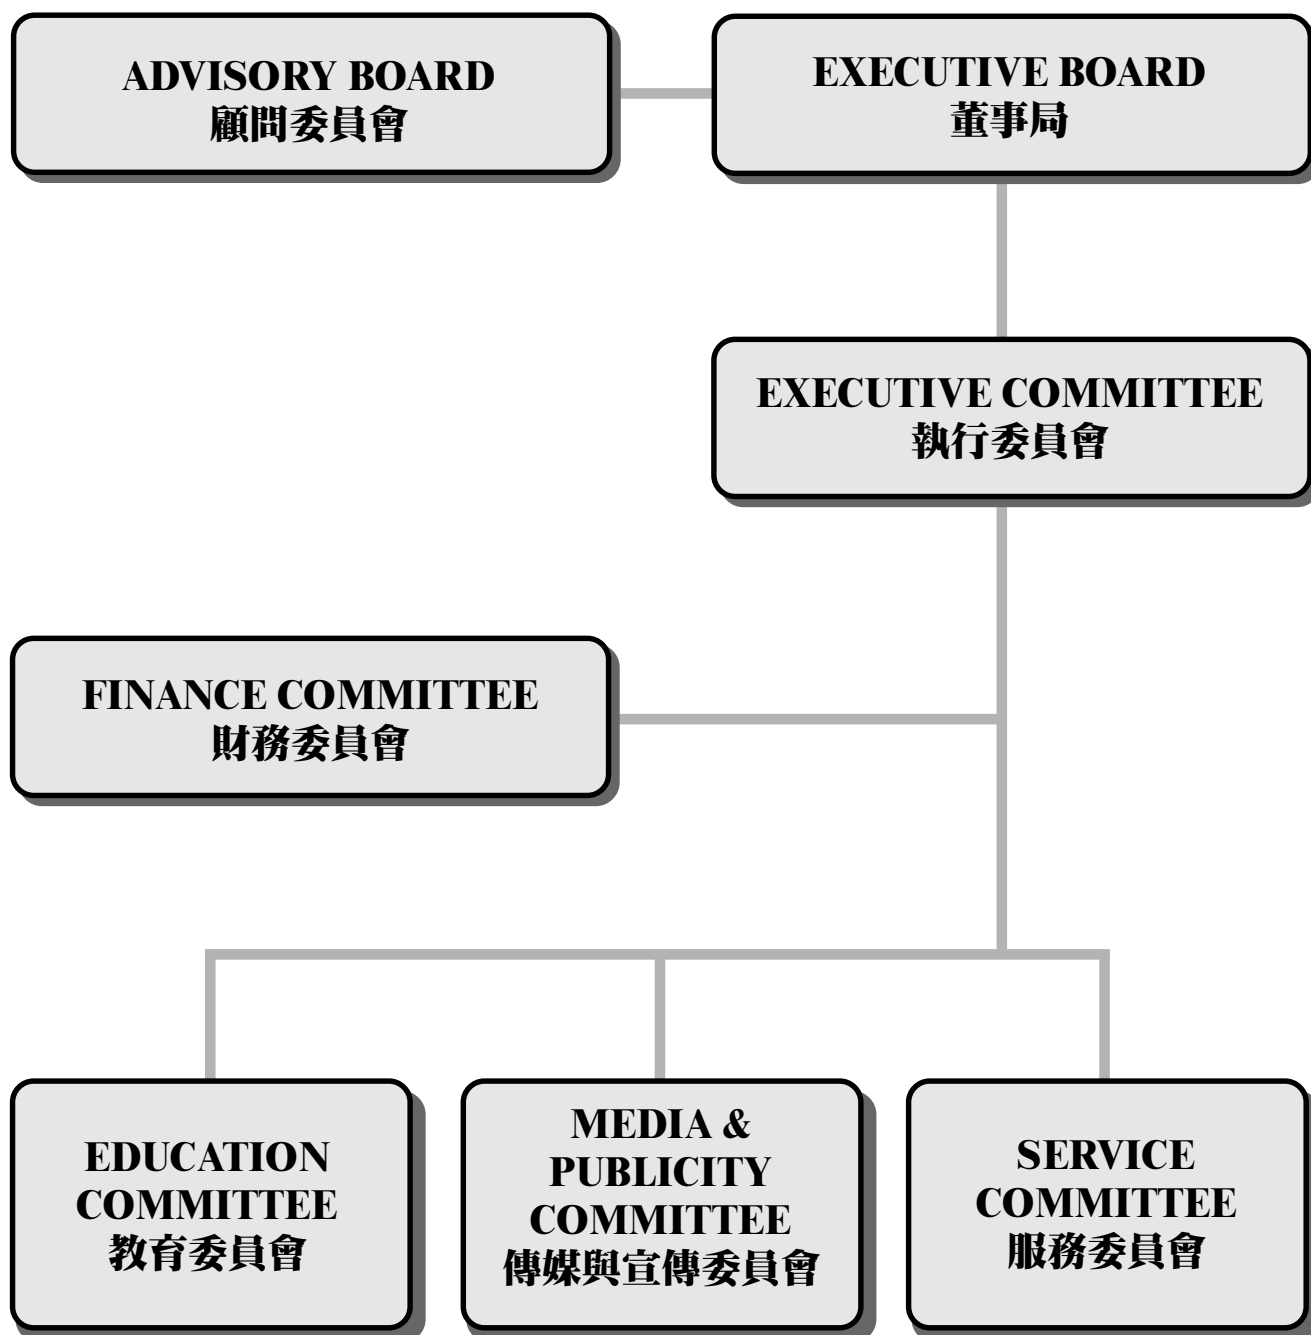 ADVISORY BOARD
顧問委員會
EXECUTIVE BOARD
董事局
EXECUTIVE COMMITTEE
執行委員會
FINANCE COMMITTEE
財務委員會
EDUCATION
COMMITTEE
教育委員會
MEDIA &
PUBLICITY
COMMITTEE
傳媒與宣傳委員會
SERVICE
COMMITTEE
服務委員會